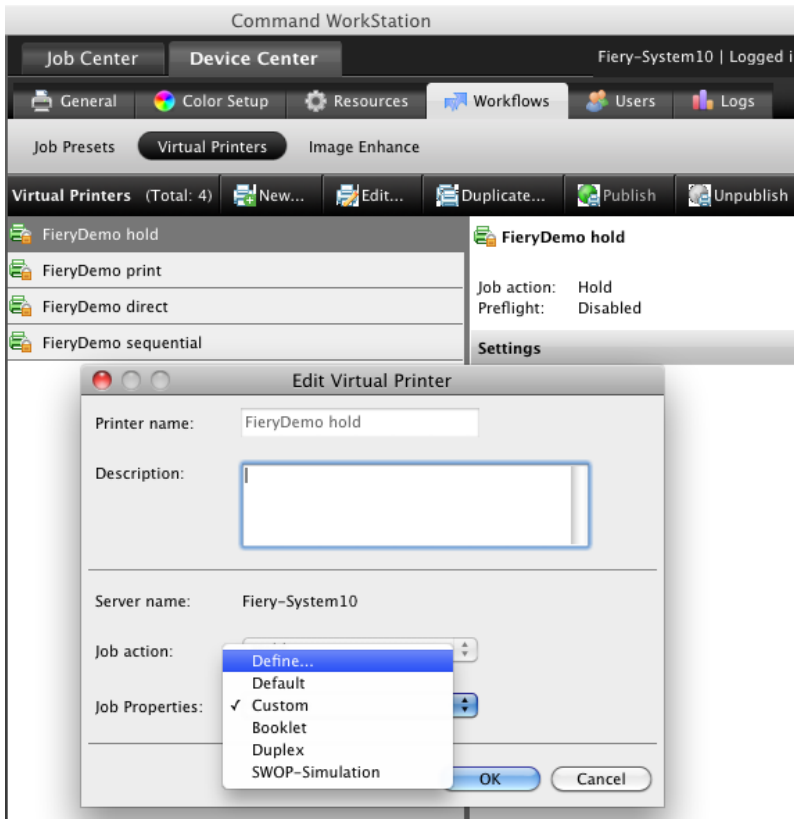 Command WorkStation
Job Center Device Center Fiery-System10 | Logged i
General Color Setup Resources Workflows Users Logs
Job Presets Virtual Printers Image Enhance
Virtual Printers (Total: 4) New... Edit... Duplicate... Publish Unpublish
FieryDemo hold
FieryDemo print
FieryDemo direct
FieryDemo sequential
FieryDemo hold
Job action: Hold
Preflight: Disabled
Settings
Edit Virtual Printer
Printer name: FieryDemo hold
Description:
Server name: Fiery-System10
Job action:
Job Properties:
Define...
Default
✓ Custom
Booklet
Duplex
SWOP-Simulation
OK Cancel